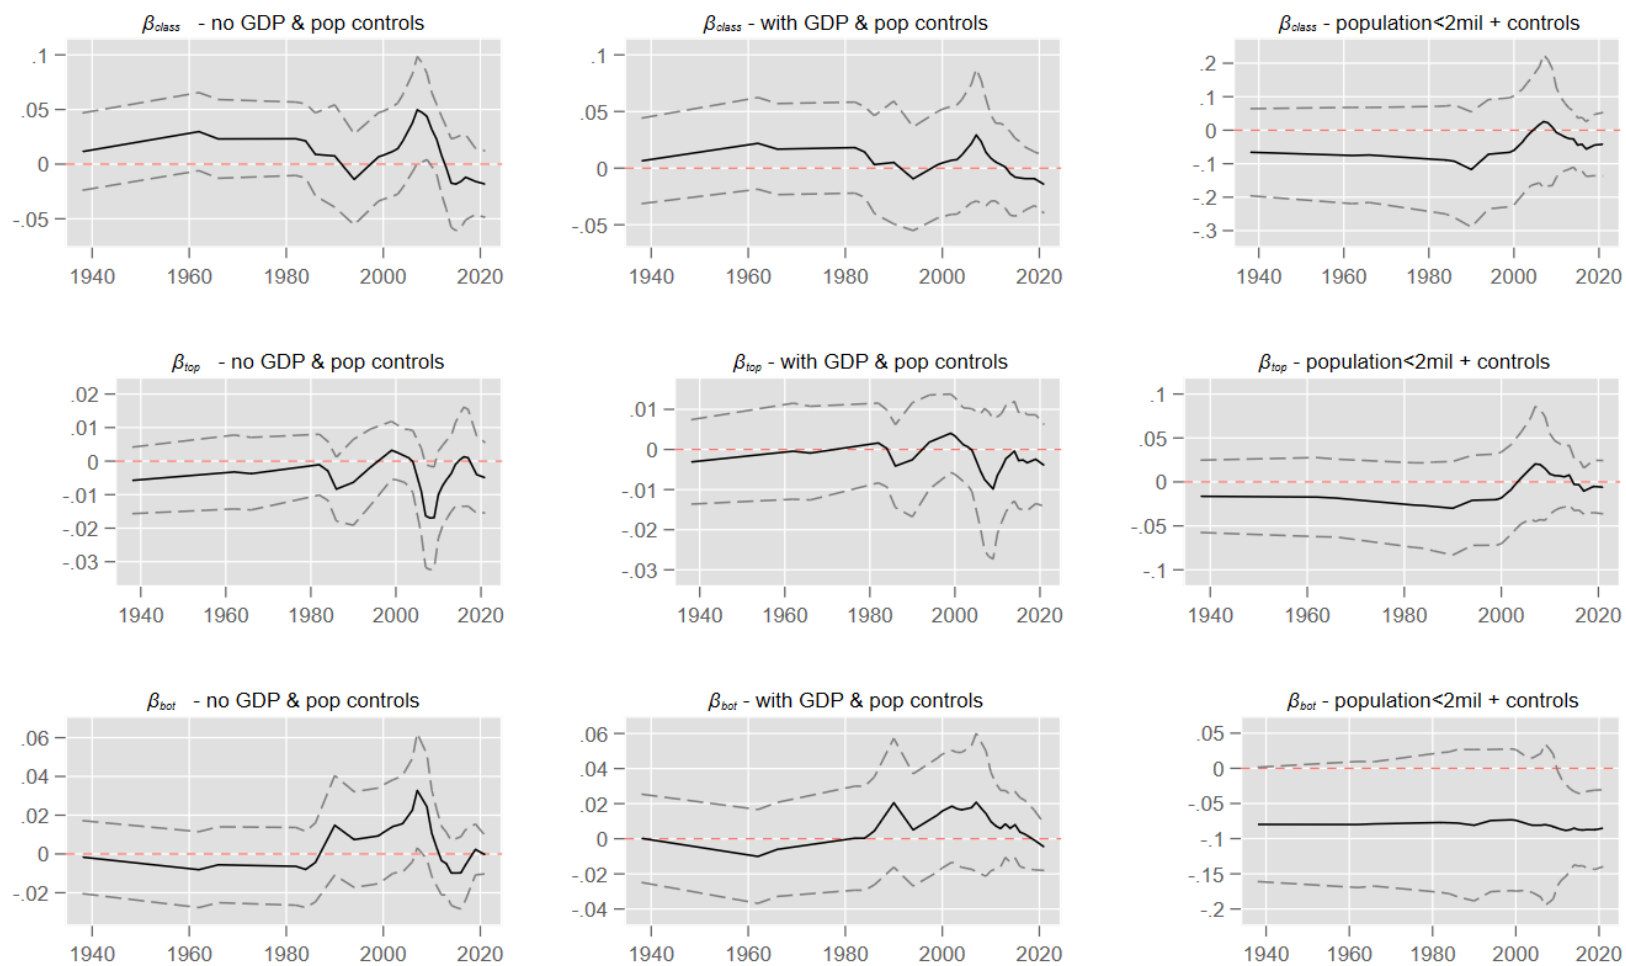 βclass - no GDP & pop controls
.1
.05
0
-.05
1940 1960 1980 2000 2020
βclass - with GDP & pop controls
.1
.05
0
-.05
1940 1960 1980 2000 2020
βclass - population<2mil + controls
.2
.1
0
-.1
-.2
-.3
1940 1960 1980 2000 2020
βtop - no GDP & pop controls
.02
.01
0
-.01
-.02
-.03
1940 1960 1980 2000 2020
βtop - with GDP & pop controls
.01
0
-.01
-.02
-.03
1940 1960 1980 2000 2020
βtop - population<2mil + controls
.1
.05
0
-.05
-.1
1940 1960 1980 2000 2020
βbot - no GDP & pop controls
.06
.04
.02
0
-.02
1940 1960 1980 2000 2020
βbot - with GDP & pop controls
.06
.04
.02
0
-.02
-.04
1940 1960 1980 2000 2020
βbot - population<2mil + controls
.05
0
-.05
-.1
-.15
-.2
1940 1960 1980 2000 2020